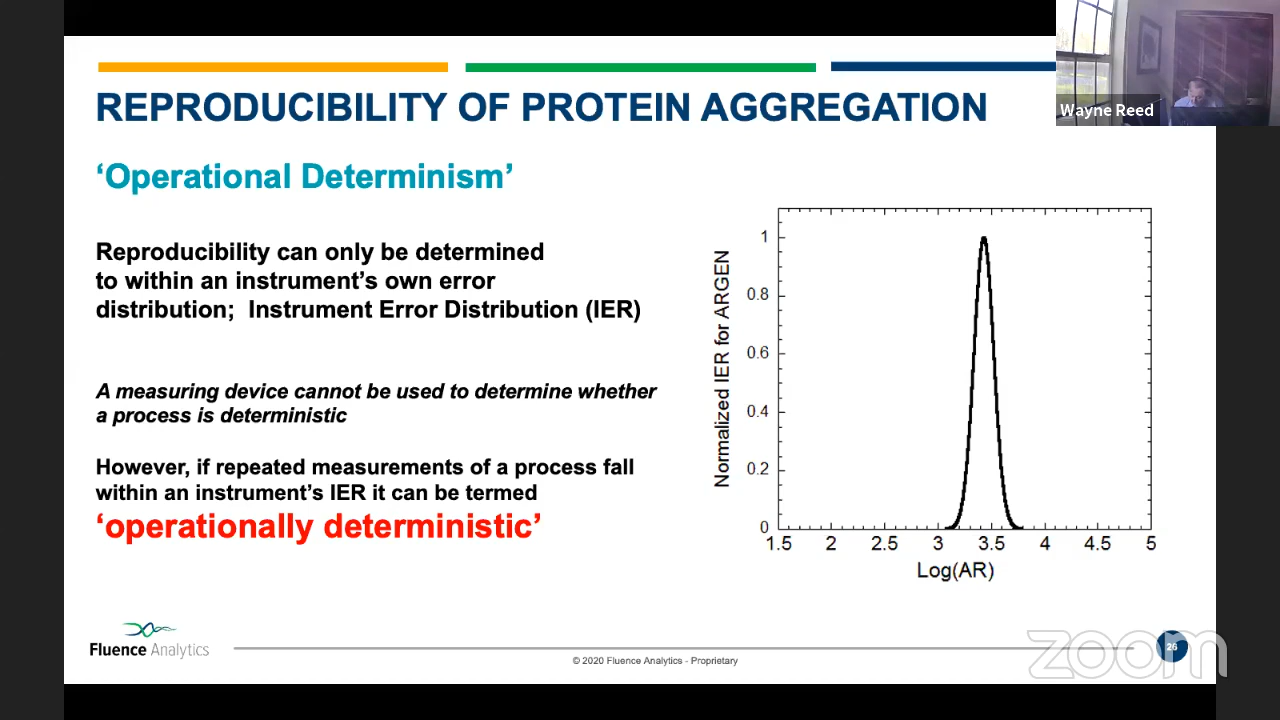 REPRODUCIBILITY OF PROTEIN AGGREGATION
Wayne Reed
‘Operational Determinism’
Reproducibility can only be determined
to within an instrument’s own error
distribution;  Instrument Error Distribution (IER)
A measuring device cannot be used to determine whether
a process is deterministic
However, if repeated measurements of a process fall
within an instrument’s IER it can be termed
‘operationally deterministic’
Normalized IER for ARGEN
1
0.8
0.6
0.4
0.2
0
1.5 2 2.5 3 3.5 4 4.5 5
Log(AR)
Fluence Analytics
© 2020 Fluence Analytics - Proprietary
26
zoom